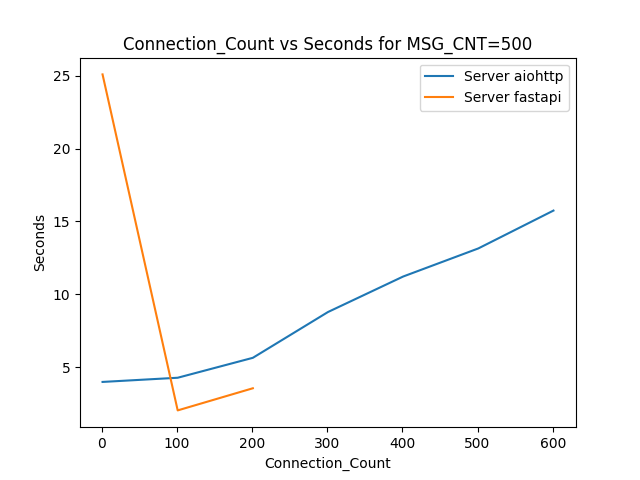 Connection_Count vs Seconds for MSG_CNT=500
Server aiohttp
Server fastapi
25
20
15
10
5
Seconds
0 100 200 300 400 500 600
Connection_Count